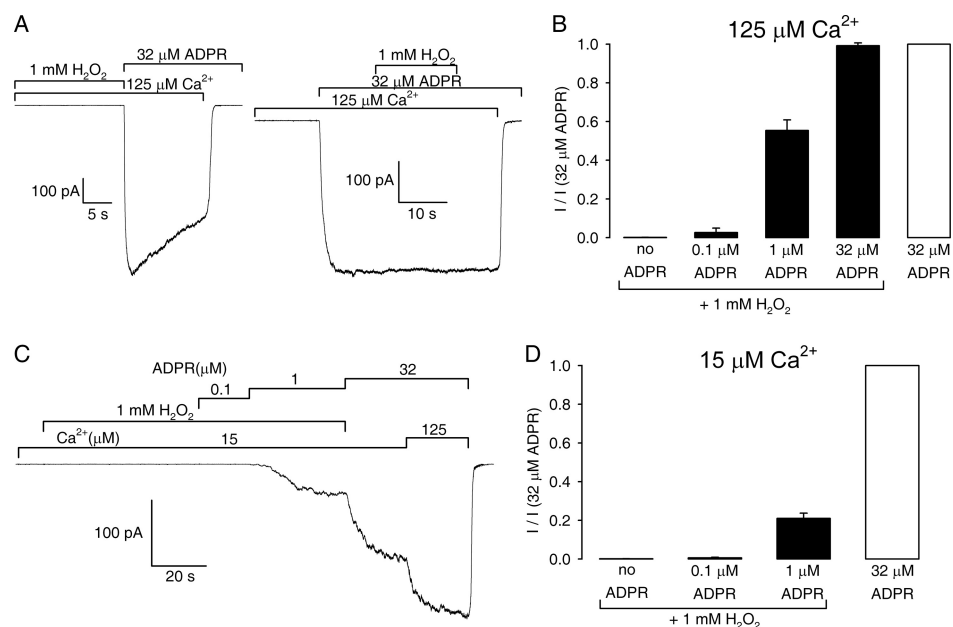 A
32 μM ADPR
1 mM H₂O₂
125 μM Ca²⁺
100 pA
5 s
1 mM H₂O₂
32 μM ADPR
125 μM Ca²⁺
100 pA
10 s
B
125 μM Ca²⁺
I / I (32 μM ADPR)
1.0
0.8
0.6
0.4
0.2
0.0
no ADPR
0.1 μM ADPR
1 μM ADPR
32 μM ADPR
32 μM ADPR
+ 1 mM H₂O₂
C
ADPR(μM)
0.1
1
32
1 mM H₂O₂
Ca²⁺(μM)
15
125
100 pA
20 s
D
15 μM Ca²⁺
I / I (32 μM ADPR)
1.0
0.8
0.6
0.4
0.2
0.0
no ADPR
0.1 μM ADPR
1 μM ADPR
32 μM ADPR
+ 1 mM H₂O₂